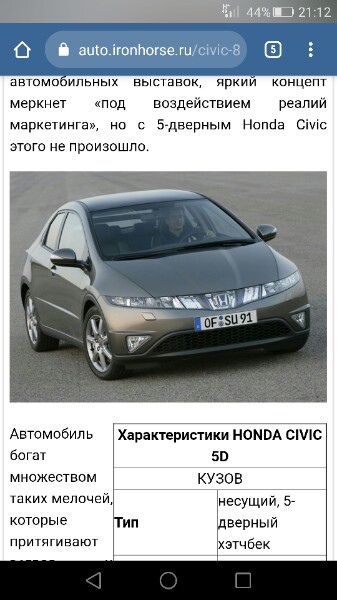 44% 21:12
auto.ironhorse.ru/civic-8
5
автомобильных выставок, яркий концепт
меркнет «под воздействием реалий
маркетинга», но с 5-дверным Honda Civic
этого не произошло.
OF SU 91
Автомобиль
богат
множеством
таких мелочей,
которые
притягивают
Характеристики HONDA CIVIC
5D
КУЗОВ
Тип
несущий, 5-
дверный
хэтчбек